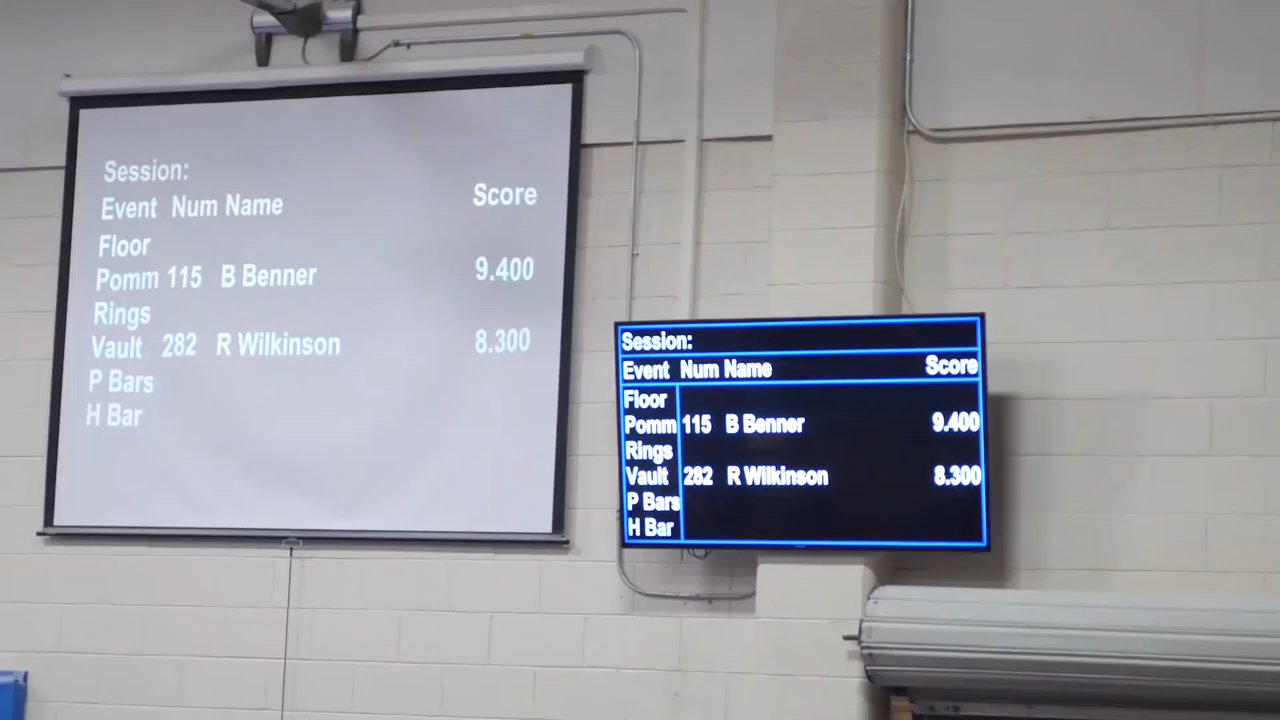 Session:
Event Num Name Score
Floor
Pomm 115 B Benner 9.400
Rings
Vault 282 R Wilkinson 8.300
P Bars
H Bar
Session:
Event Num Name Score
Floor
Pomm 115 B Benner 9.400
Rings
Vault 282 R Wilkinson 8.300
P Bars
H Bar